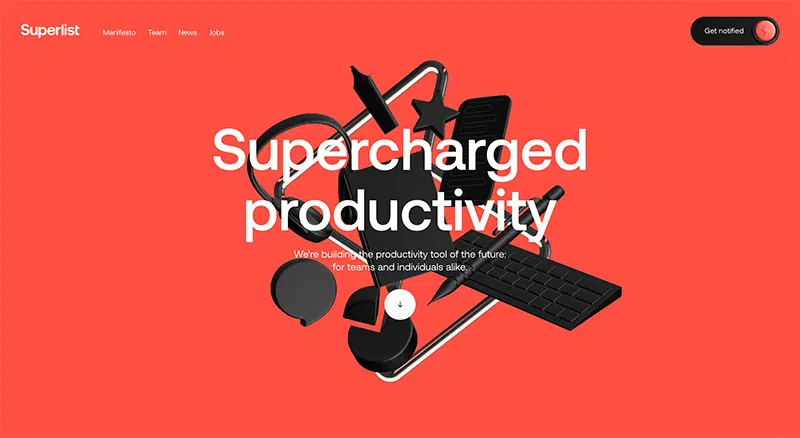 Superlist
Manifesto
Team
News
Jobs
Get notified
Supercharged
productivity
We're building the productivity tool of the future:
for teams and individuals alike.